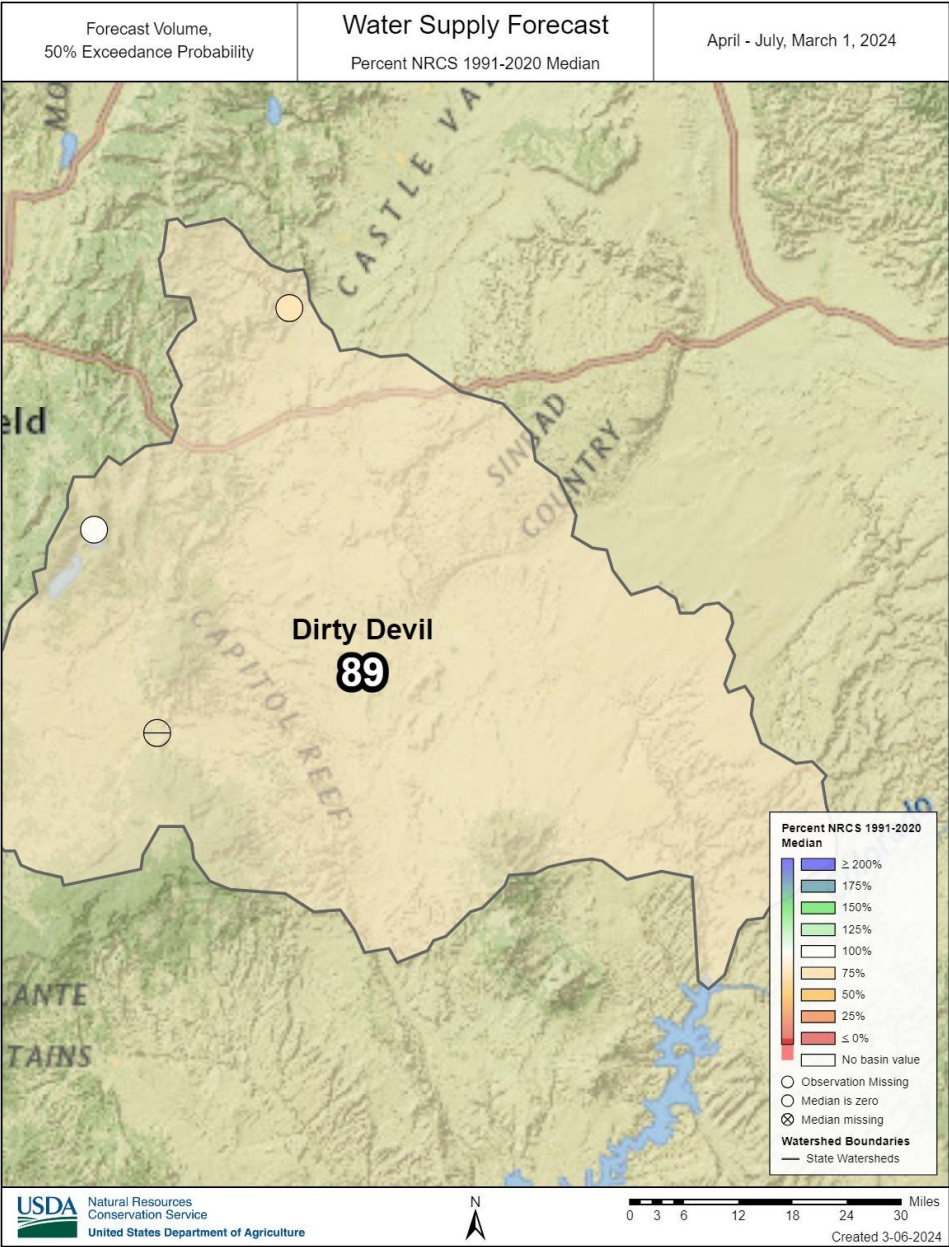 Forecast Volume,
50% Exceedance Probability
Water Supply Forecast
Percent NRCS 1991-2020 Median
April - July, March 1, 2024
MO
CASTLE VA
eld
SINBAD
COUNTRY
Dirty Devil
89
CAPITOL REEF
LANTE
TAINS
Percent NRCS 1991-2020
Median
≥ 200%
175%
150%
125%
100%
75%
50%
25%
≤ 0%
No basin value
Observation Missing
Median is zero
Median missing
Watershed Boundaries
State Watersheds
USDA
Natural Resources
Conservation Service
United States Department of Agriculture
N
Miles
0 3 6 12 18 24 30
Created 3-06-2024